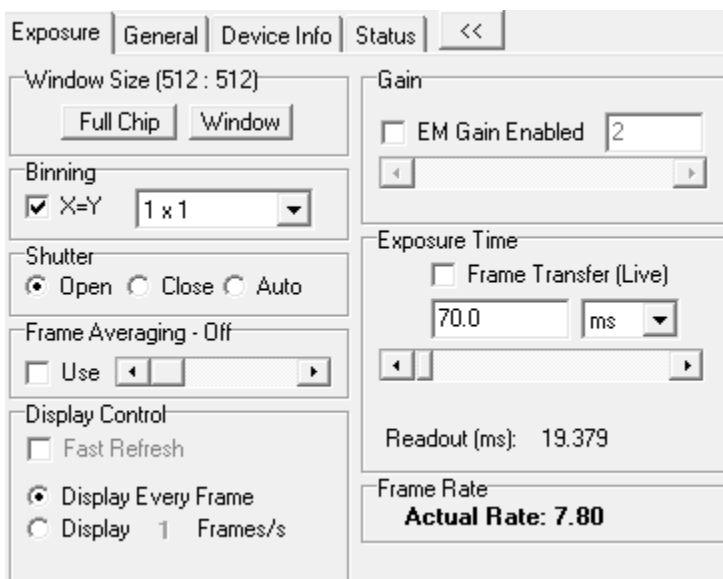 Exposure General Device Info Status <<
Window Size (512 : 512)
Full Chip Window
Binning
X=Y 1 x 1
Shutter
Open Close Auto
Frame Averaging - Off
Use
Display Control
Fast Refresh
Display Every Frame
Display 1 Frames/s
Gain
EM Gain Enabled 2
Exposure Time
Frame Transfer (Live)
70.0 ms
Readout (ms): 19.379
Frame Rate
Actual Rate: 7.80